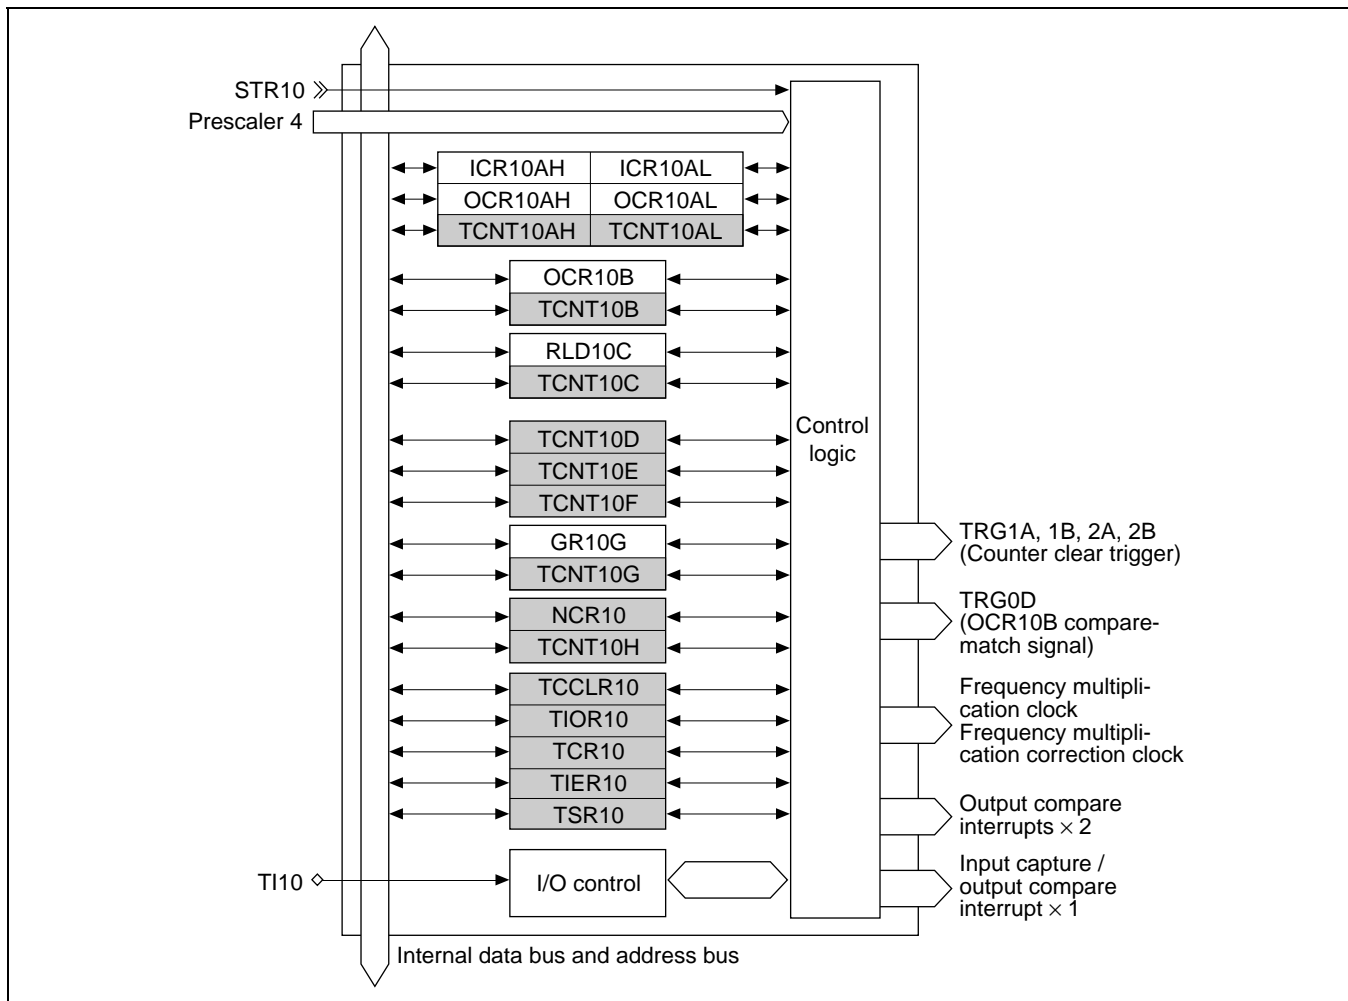 STR10
Prescaler 4
ICR10AH ICR10AL
OCR10AH OCR10AL
TCNT10AH TCNT10AL
OCR10B
TCNT10B
RLD10C
TCNT10C
TCNT10D
TCNT10E
TCNT10F
GR10G
TCNT10G
NCR10
TCNT10H
TCCLR10
TIOR10
TCR10
TIER10
TSR10
TI10
I/O control
Control
logic
TRG1A, 1B, 2A, 2B
(Counter clear trigger)
TRG0D
(OCR10B compare-
match signal)
Frequency multipli-
cation clock
Frequency multipli-
cation correction clock
Output compare
interrupts × 2
Input capture /
output compare
interrupt × 1
Internal data bus and address bus